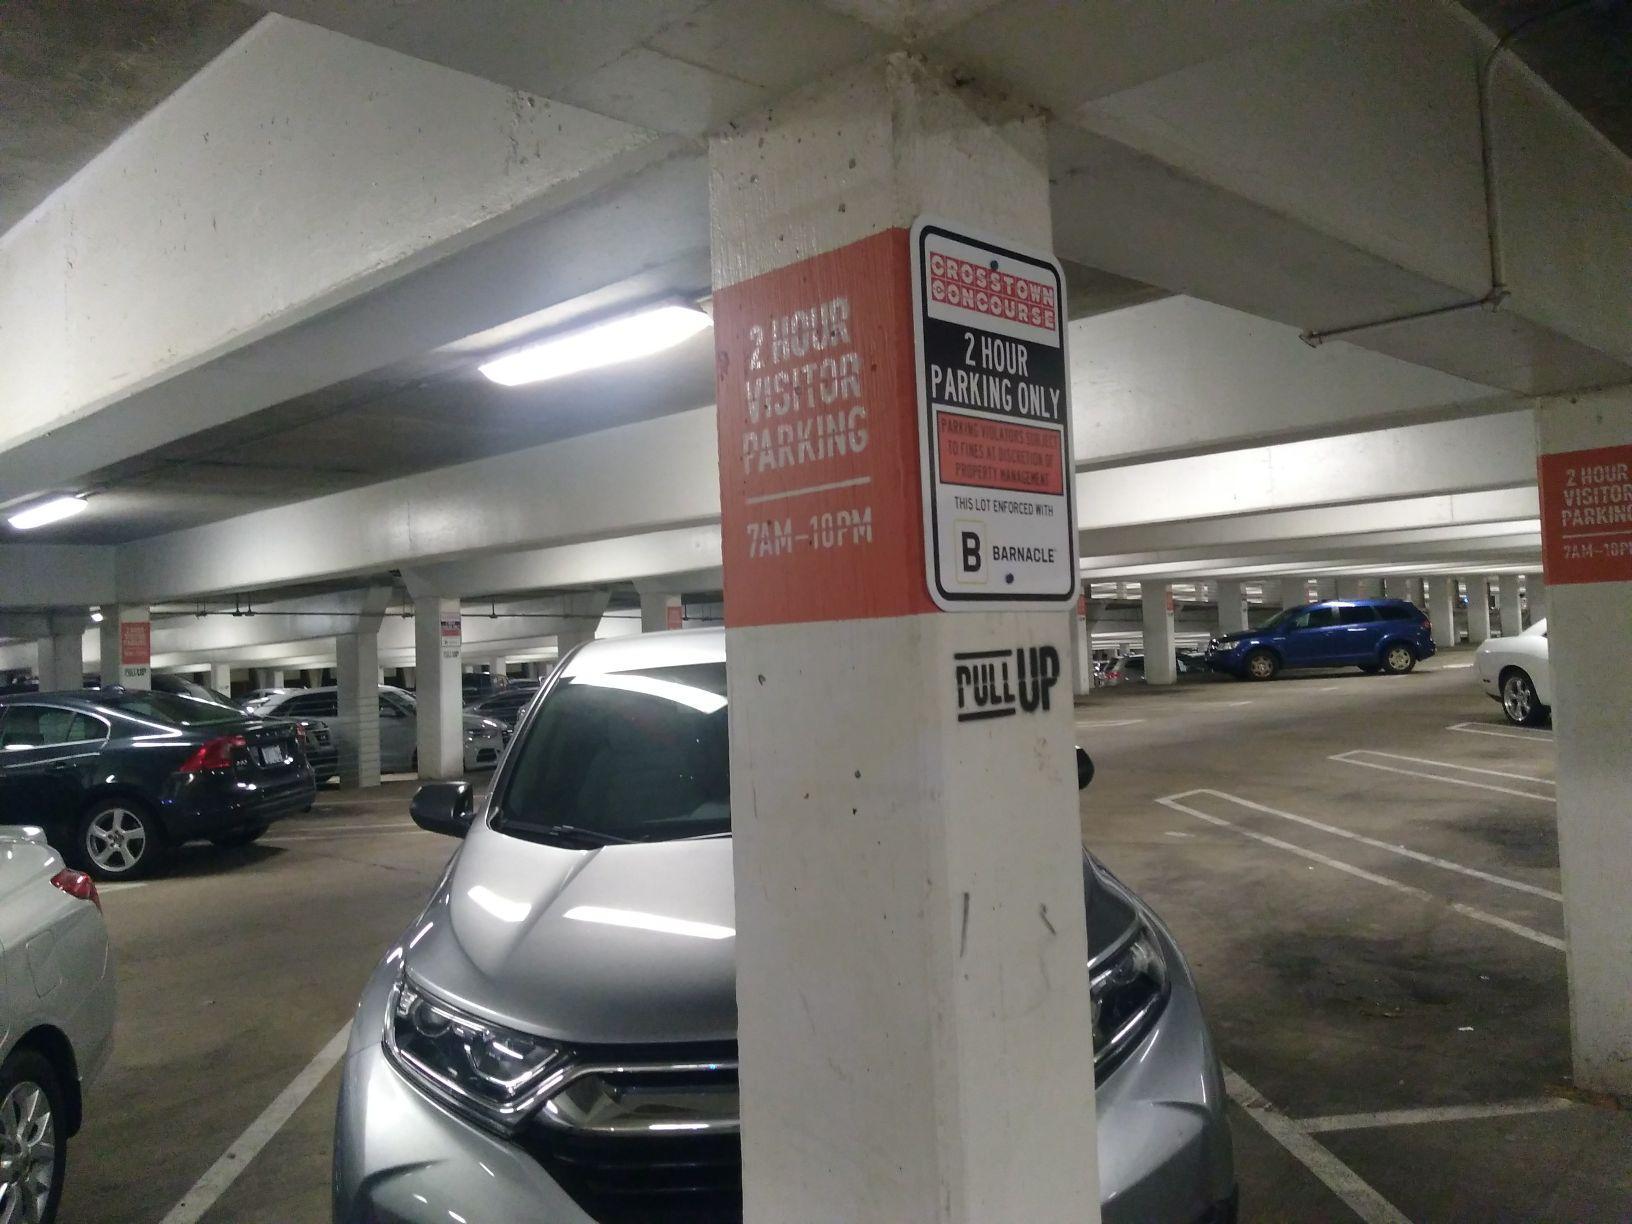 2 HOUR
VISITOR
PARKING
7AM–10PM
CROSSTOWN
CONCOURSE
2 HOUR
PARKING ONLY
PARKING VIOLATORS SUBJECT
TO FINES AT DISCRETION OF
PROPERTY MANAGEMENT
THIS LOT ENFORCED WITH
B BARNACLE
PULL UP
2 HOUR
VISITOR
PARKING
7AM–10PM